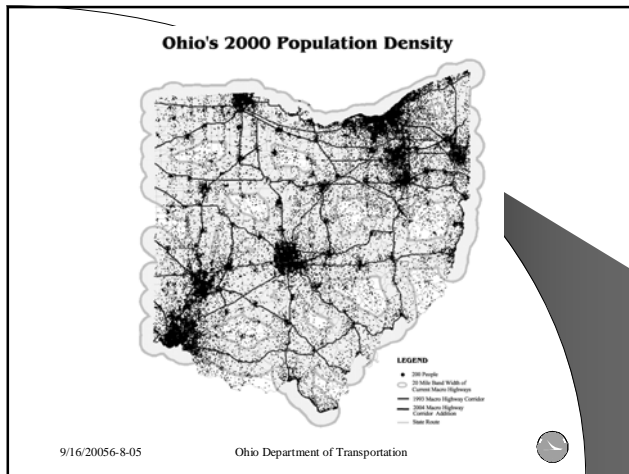 Ohio's 2000 Population Density
LEGEND
200 People
20 Mile Band Width of
Current Macro Highways
1993 Macro Highway Corridor
2004 Macro Highway
Corridor Addition
State Route
9/16/20056-8-05
Ohio Department of Transportation